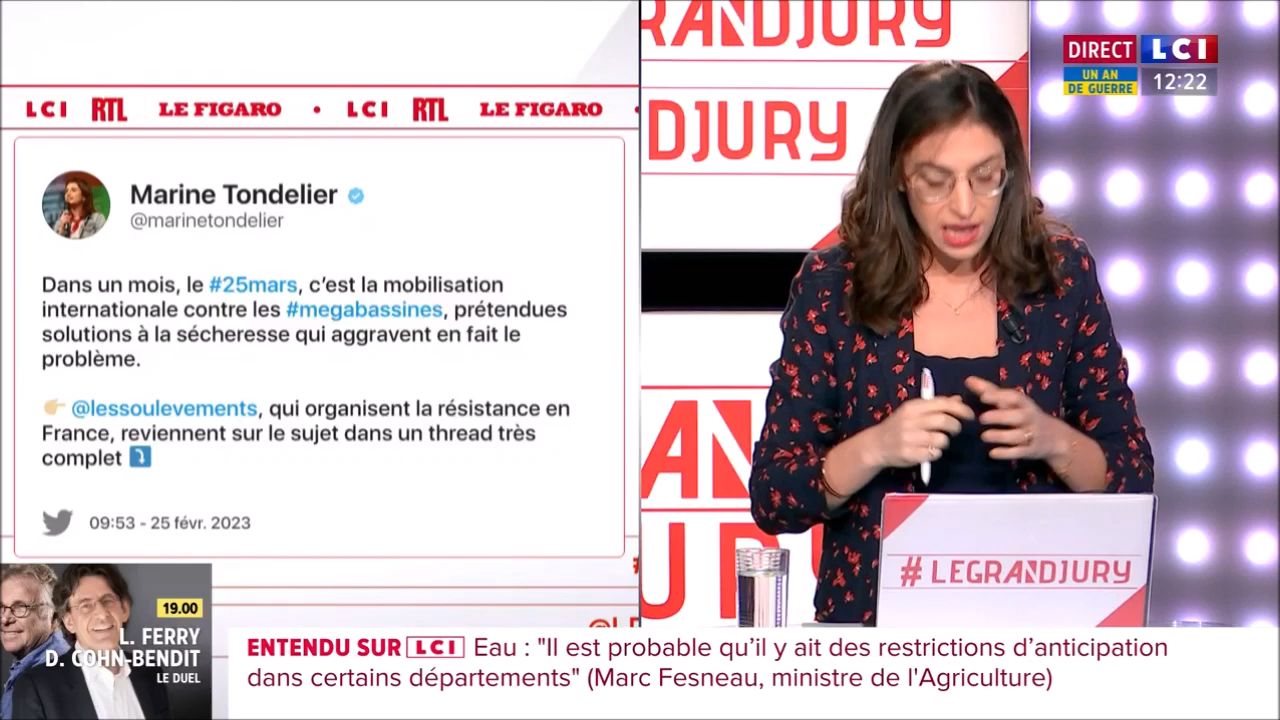 RANDJURY
DJURY
DIRECT LCI
UN AN
DE GUERRE
12:22
LCI RTL LE FIGARO • LCI RTL LE FIGARO
Marine Tondelier
@marinetondelier
Dans un mois, le #25mars, c’est la mobilisation
internationale contre les #megabassines, prétendues
solutions à la sécheresse qui aggravent en fait le
problème.
👉🏼 @lessoulevements, qui organisent la résistance en
France, reviennent sur le sujet dans un thread très
complet ⤵️
09:53 - 25 févr. 2023
#LEGRANDJURY
19.00
L. FERRY
D. COHN-BENDIT
LE DUEL
ENTENDU SUR LCI Eau : "Il est probable qu’il y ait des restrictions d’anticipation
dans certains départements" (Marc Fesneau, ministre de l'Agriculture)